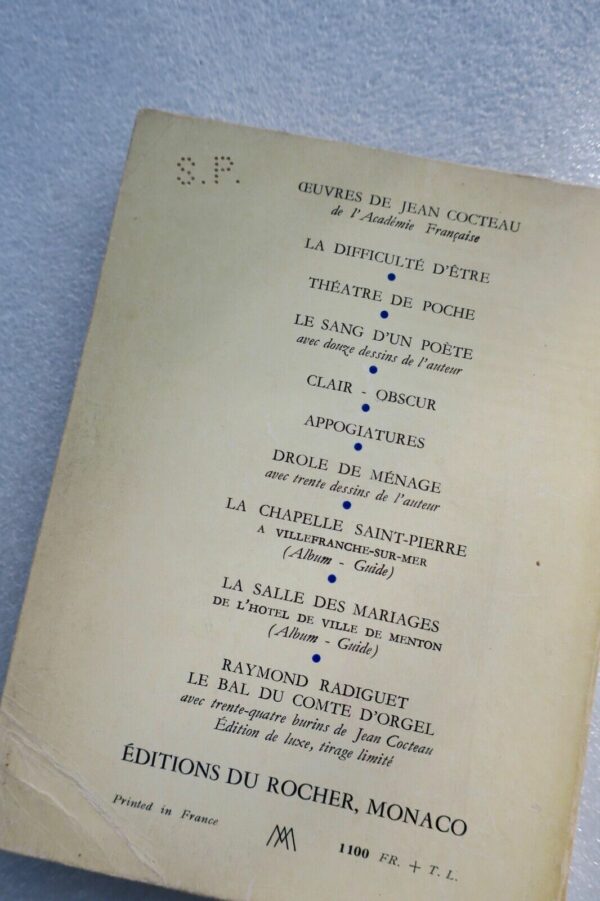 S.P.
ŒUVRES DE JEAN COCTEAU
de l'Académie Française
LA DIFFICULTÉ D'ÊTRE
THÉATRE DE POCHE
LE SANG D'UN POÈTE
avec douze dessins de l'auteur
CLAIR - OBSCUR
APPOGIATURES
DROLE DE MÉNAGE
avec trente dessins de l'auteur
LA CHAPELLE SAINT-PIERRE
A VILLEFRANCHE-SUR-MER
(Album - Guide)
LA SALLE DES MARIAGES
DE L'HOTEL DE VILLE DE MENTON
(Album - Guide)
RAYMOND RADIGUET
LE BAL DU COMTE D'ORGEL
avec trente-quatre burins de Jean Cocteau
Édition de luxe, tirage limité
ÉDITIONS DU ROCHER, MONACO
Printed in France
1100 FR. + T. L.